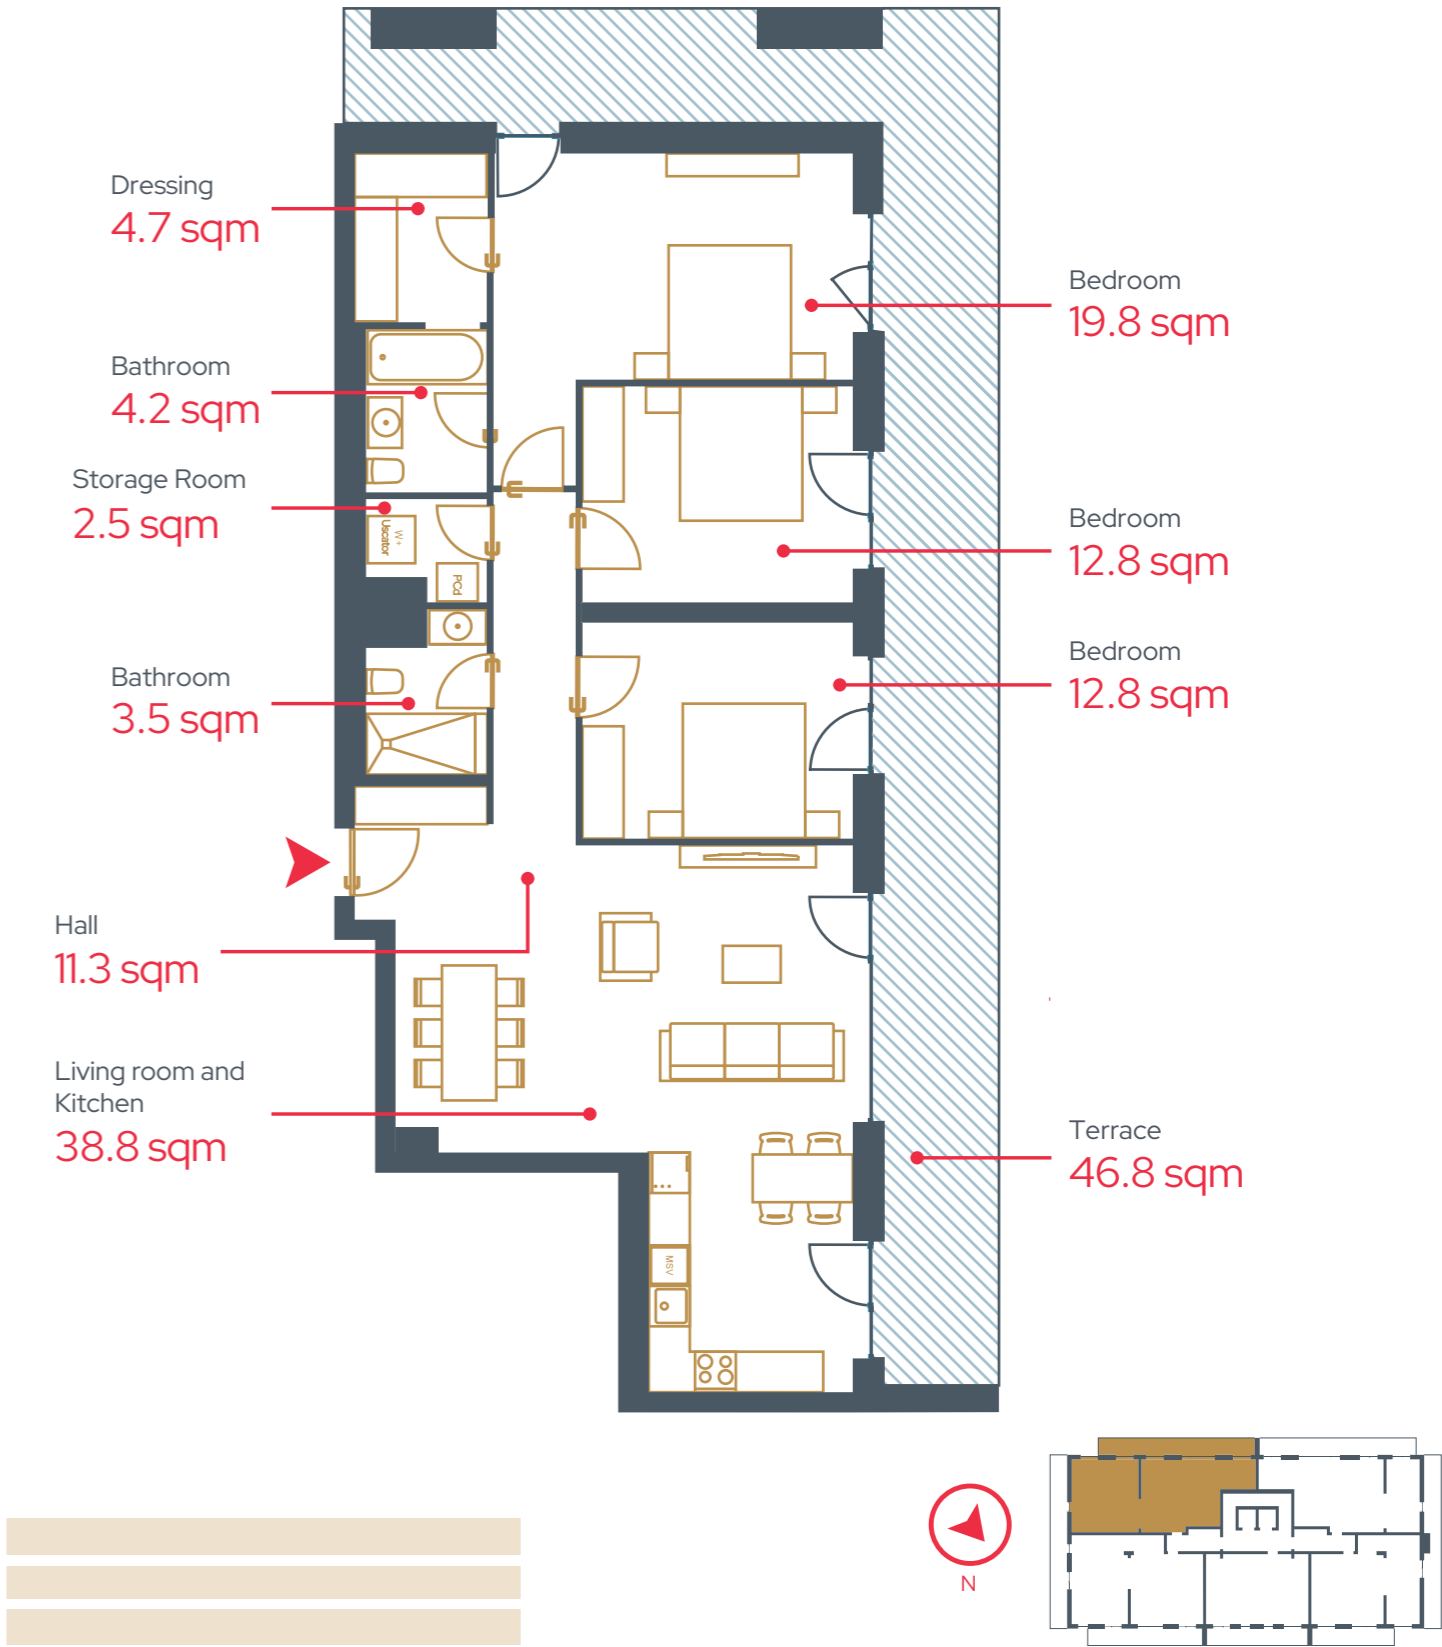 Dressing
4.7 sqm
Bathroom
4.2 sqm
Storage Room
2.5 sqm
Bathroom
3.5 sqm
Hall
11.3 sqm
Living room and
Kitchen
38.8 sqm
Bedroom
19.8 sqm
Bedroom
12.8 sqm
Bedroom
12.8 sqm
Terrace
46.8 sqm
W+
Uscator
PCd
MSV
N